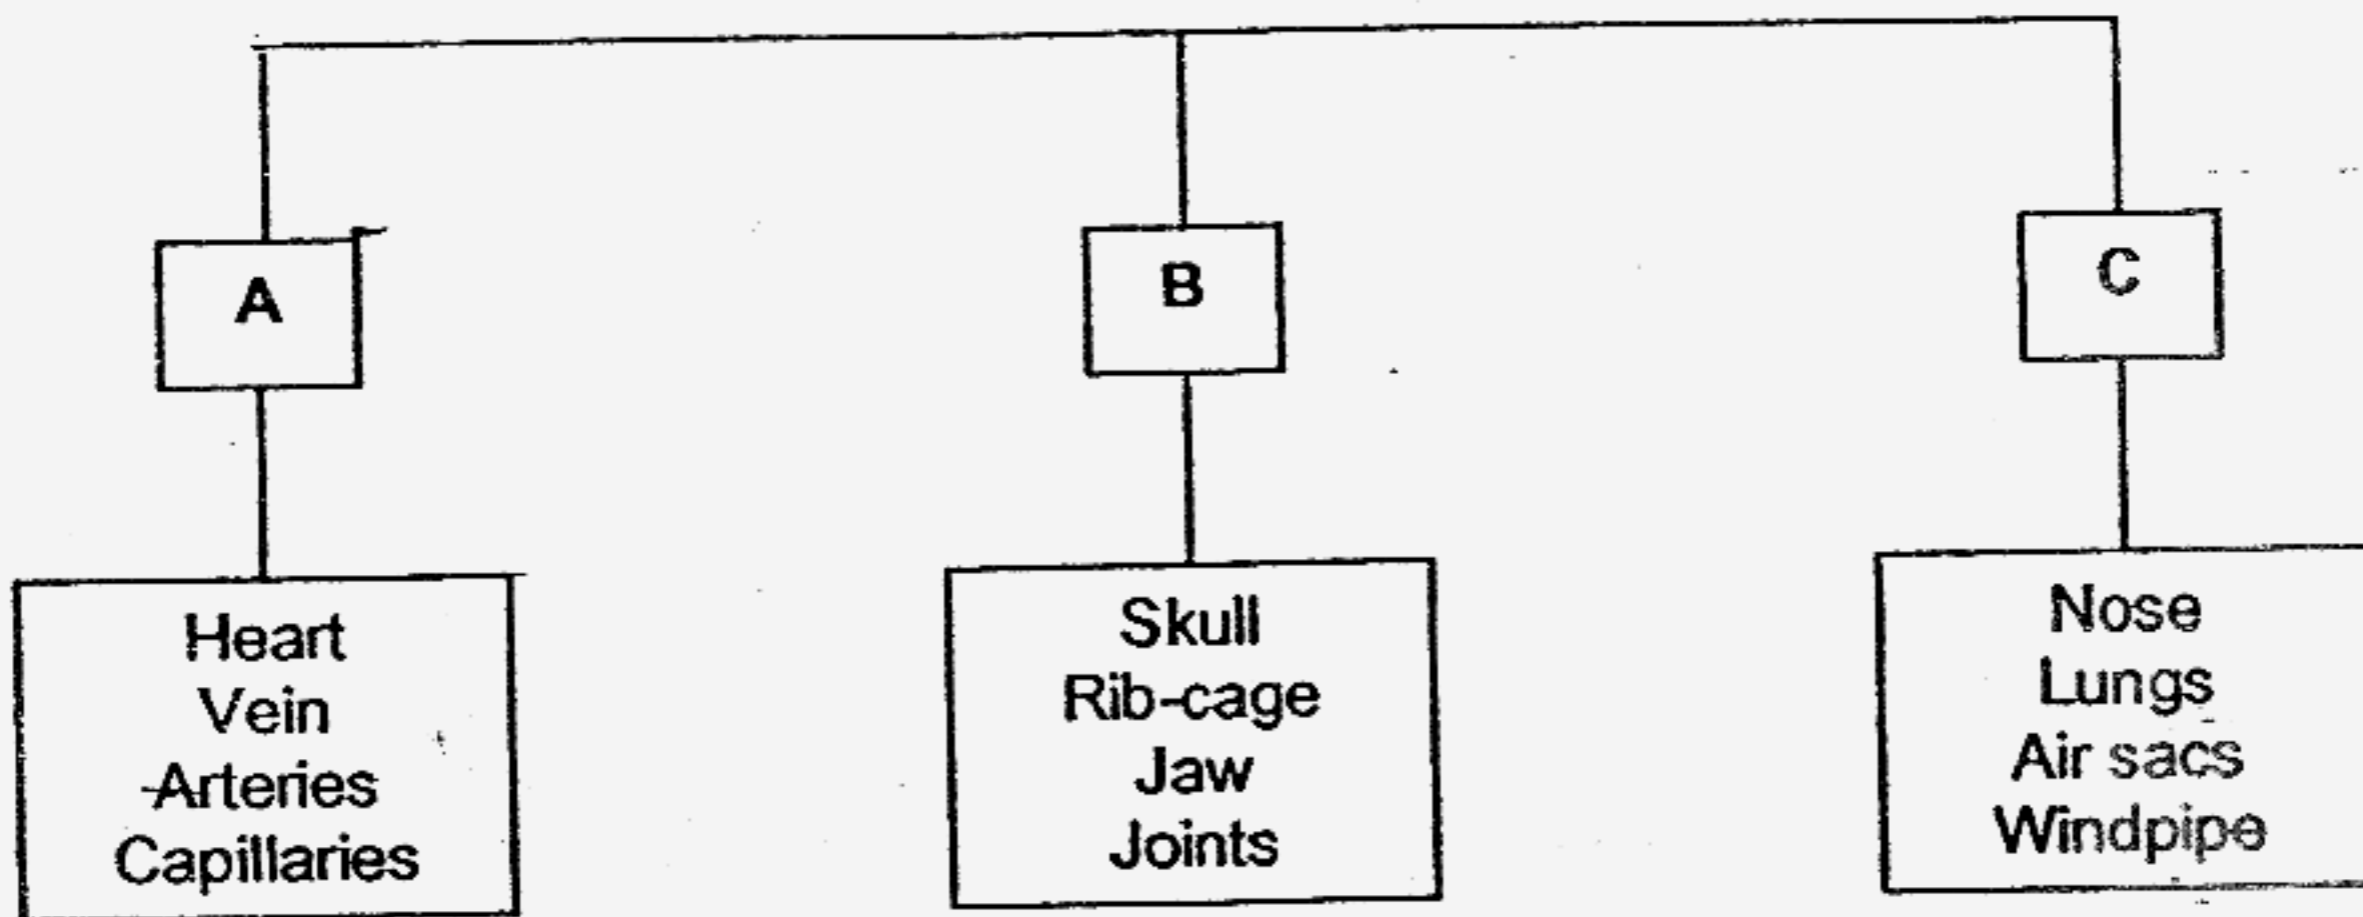 A
B
C
Heart
Vein
Arteries
Capillaries
Skull
Rib-cage
Jaw
Joints
Nose
Lungs
Air sacs
Windpipe